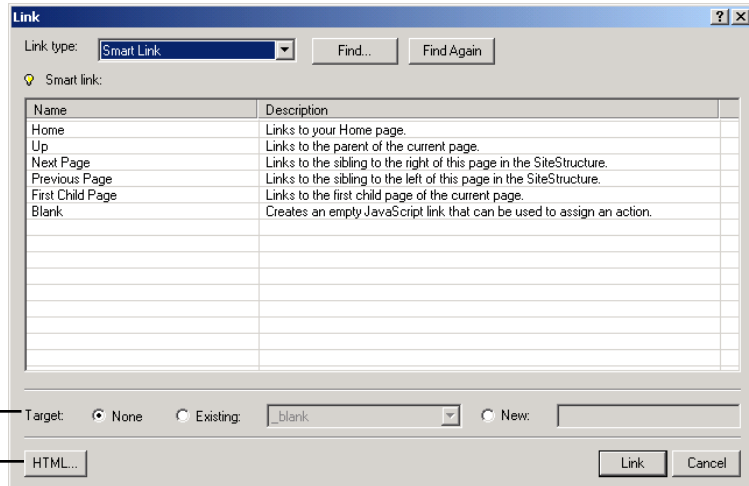 Link
Link type: Smart Link Find... Find Again
Smart link:
Name Description
Home Links to your Home page.
Up Links to the parent of the current page.
Next Page Links to the sibling to the right of this page in the SiteStructure.
Previous Page Links to the sibling to the left of this page in the SiteStructure.
First Child Page Links to the first child page of the current page.
Blank Creates an empty JavaScript link that can be used to assign an action.
Target: None Existing: _blank New:
HTML... Link Cancel